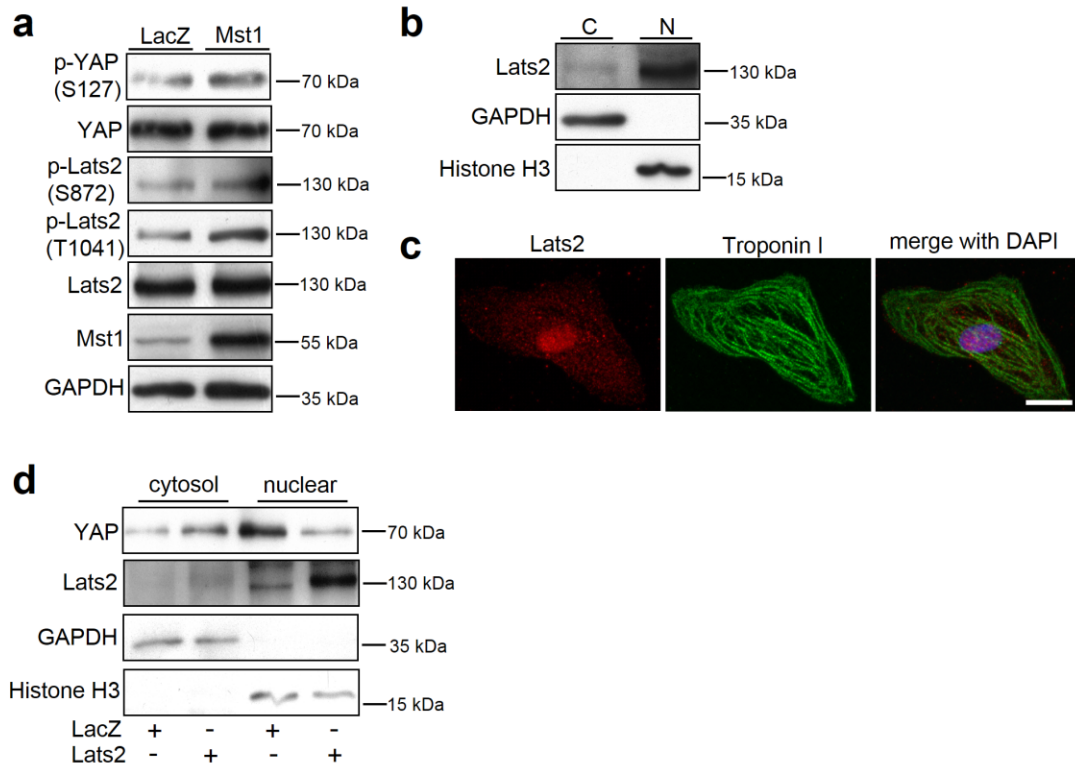 a
LacZ Mst1
p-YAP
(S127)
70 kDa
YAP
70 kDa
p-Lats2
(S872)
130 kDa
p-Lats2
(T1041)
130 kDa
Lats2
130 kDa
Mst1
55 kDa
GAPDH
35 kDa
b
C N
Lats2
130 kDa
GAPDH
35 kDa
Histone H3
15 kDa
c
Lats2 Troponin I merge with DAPI
d
cytosol nuclear
YAP
70 kDa
Lats2
130 kDa
GAPDH
35 kDa
Histone H3
15 kDa
LacZ + - + -
Lats2 - + - +